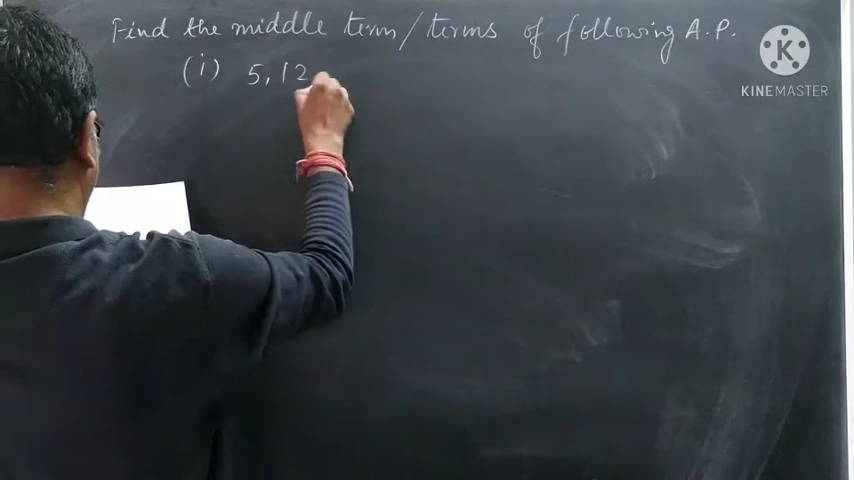 Find the middle term/terms of following A.P.
(i) 5, 12
K
KINEMASTER